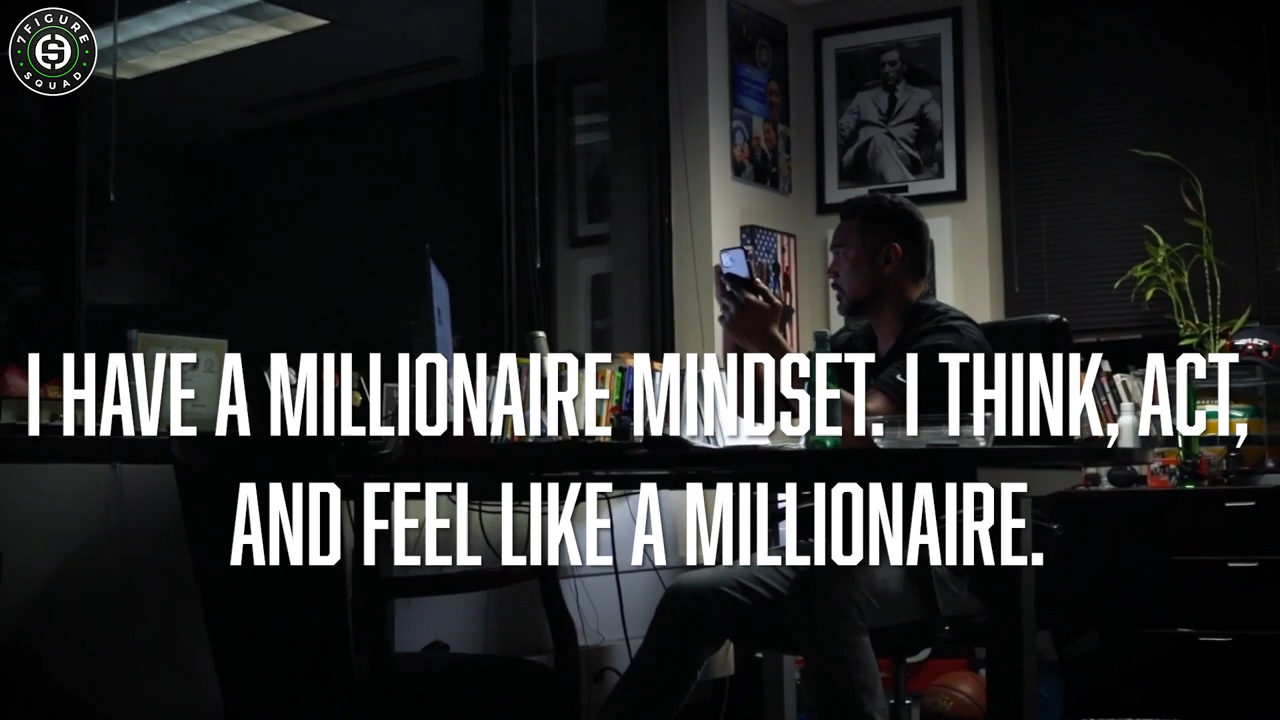 7FIGURE
SQUAD
I HAVE A MILLIONAIRE MINDSET. I THINK, ACT,
AND FEEL LIKE A MILLIONAIRE.